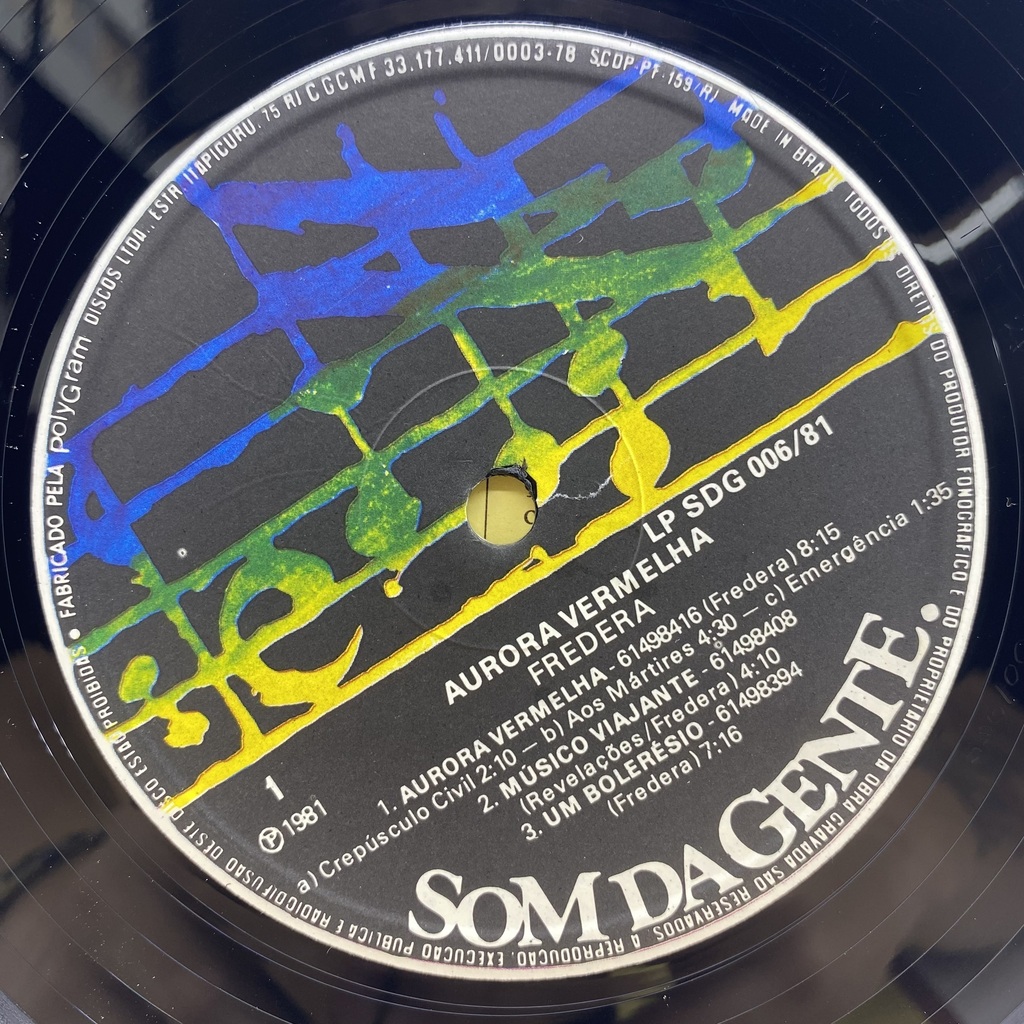 • FABRICADO PELA polyGram DISCOS LTDA., ESTR. ITAPICURU, 75 RJ CGCMF 33.177.411/0003-78 SCDP-PF-159/RJ MADE IN BRA TODOS OS DIREITOS DO PRODUTOR FONOGRÁFICO E DO PROPRIETÁRIO DA OBRA GRAVADA SÃO RESERVADOS. A REPRODUÇÃO, EXECUÇÃO PÚBLICA E RADIODIFUSÃO DESTE DISCO ESTÃO PROIBIDAS
LP SDG 006/81
AURORA VERMELHA
FREDERA
1. AURORA VERMELHA - 61498416 (Fredera) 8:15
a) Crepúsculo Civil 2:10 — b) Aos Mártires 4:30 — c) Emergência 1:35
2. MÚSICO VIAJANTE - 61498408
(Revelações/Fredera) 4:10
3. UM BOLERÉSIO - 61498394
(Fredera) 7:16
1
Ⓟ 1981
SOM DA GENTE.